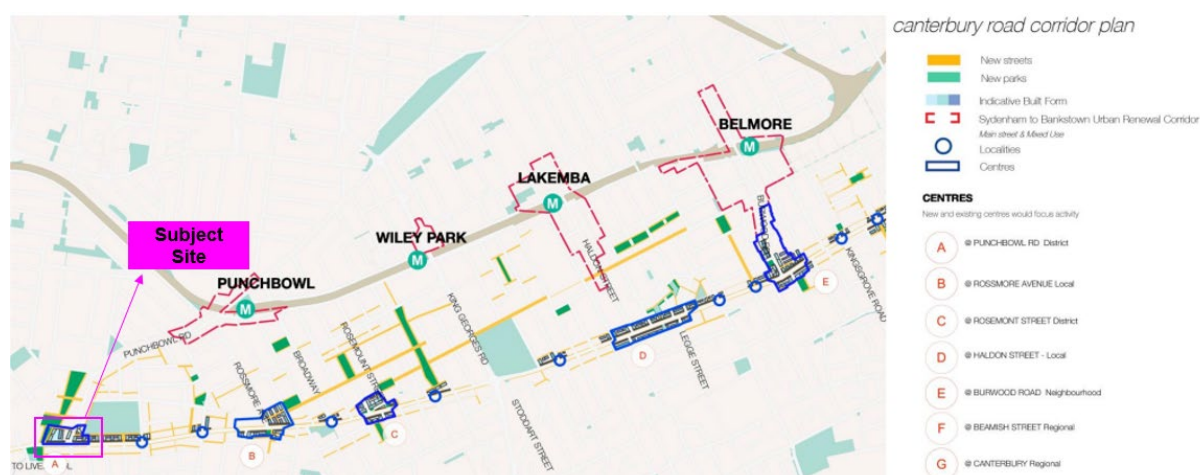 canterbury road corridor plan
New streets
New parks
Indicative Built Form
Sydenham to Bankstown Urban Renewal Corridor
Main street & Mixed Use
Localities
Centres
CENTRES
New and existing centres would focus activity
A @ PUNCHBOWL RD District
B @ ROSSMORE AVENUE Local
C @ ROSEMONT STREET District
D @ HALDON STREET - Local
E @ BURWOOD ROAD Neighbourhood
F @ BEAMISH STREET Regional
G @ CANTERBURY Regional
BELMORE
M
LAKEMBA
M
WILEY PARK
M
Subject
Site
PUNCHBOWL
M
PUNCHBOWL RD
ROSSMORE
BROADWAY
ROSEMOUNT
KING GEORGES RD
HALDON STREET
LEGGE STREET
STODDART STREET
KINGSGROVE ROAD
A
B
C
D
E